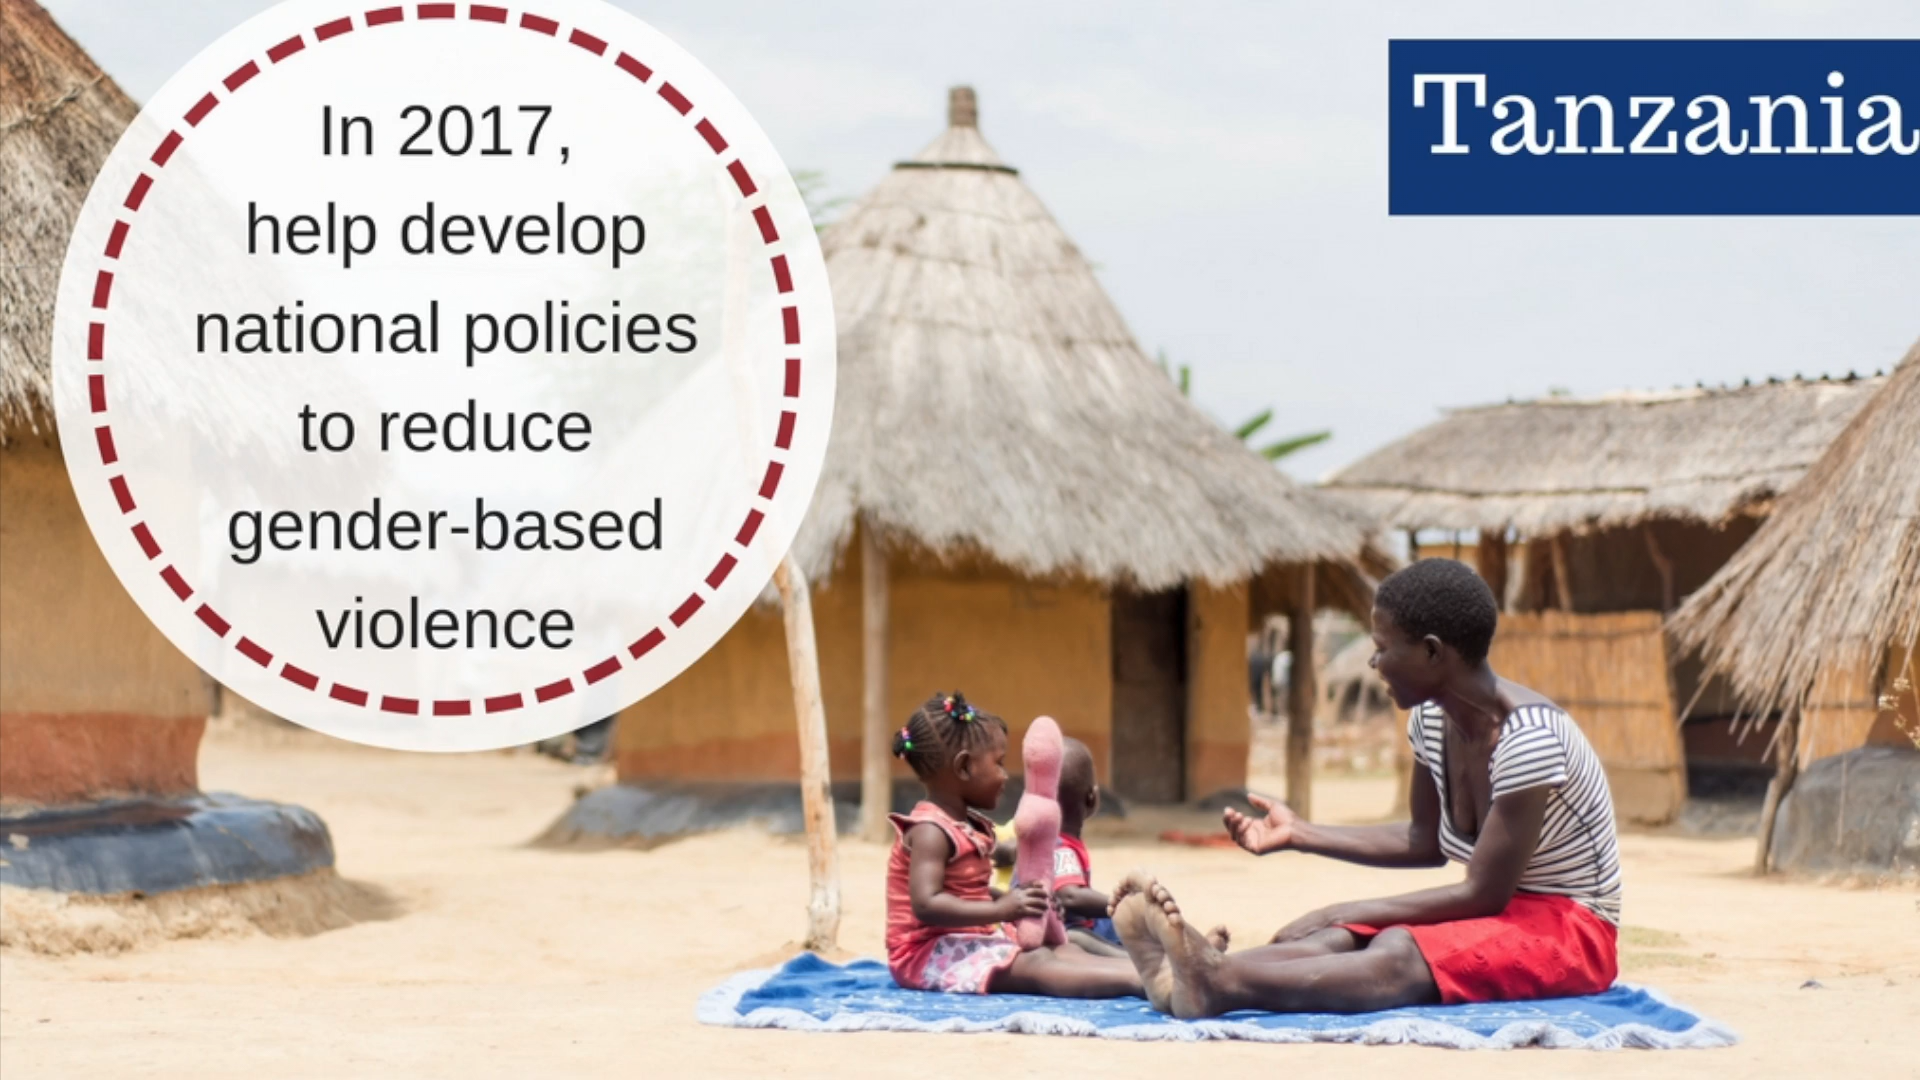 In 2017,
help develop
national policies
to reduce
gender-based
violence
Tanzania